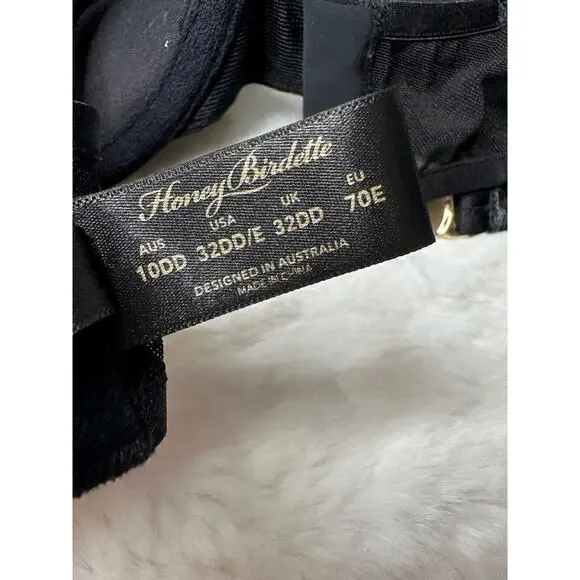 Honey Birdette
AUS USA UK EU
10DD 32DD/E 32DD 70E
DESIGNED IN AUSTRALIA
MADE IN CHINA